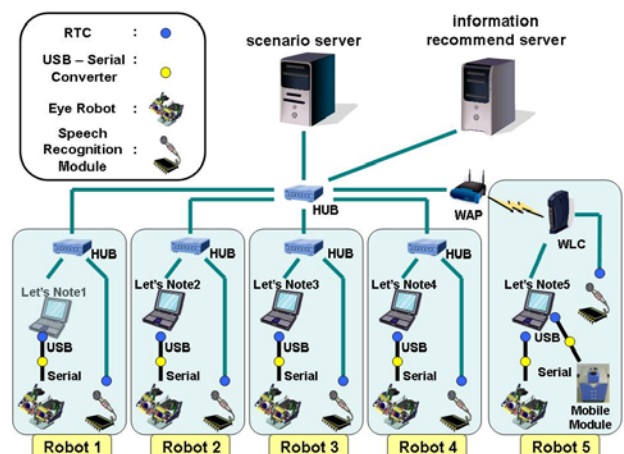 RTC :
USB – Serial :
Converter
Eye Robot :
Speech :
Recognition
Module
scenario server
information
recommend server
HUB
WAP
WLC
HUB
HUB
HUB
HUB
Let's Note1
Let's Note2
Let's Note3
Let's Note4
Let's Note5
USB
USB
USB
USB
USB
Serial
Serial
Serial
Serial
Serial
Mobile
Module
Robot 1
Robot 2
Robot 3
Robot 4
Robot 5